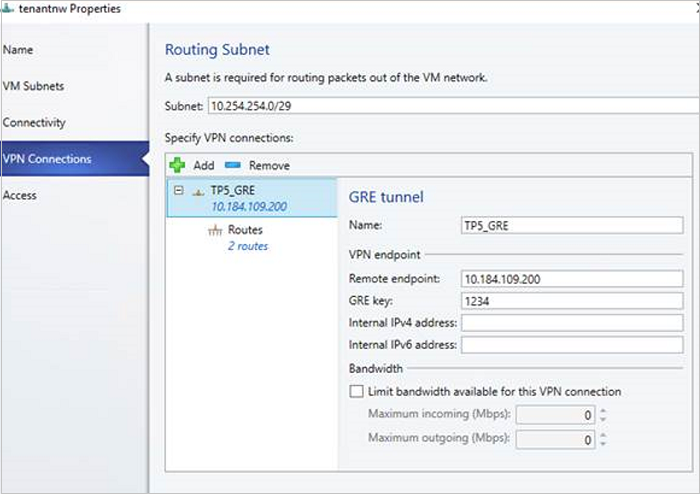 tenantnw Properties
Name
VM Subnets
Connectivity
VPN Connections
Access
Routing Subnet
A subnet is required for routing packets out of the VM network.
Subnet: 10.254.254.0/29
Specify VPN connections:
Add Remove
TP5_GRE
10.184.109.200
Routes
2 routes
GRE tunnel
Name: TP5_GRE
VPN endpoint
Remote endpoint: 10.184.109.200
GRE key: 1234
Internal IPv4 address:
Internal IPv6 address:
Bandwidth
Limit bandwidth available for this VPN connection
Maximum incoming (Mbps): 0
Maximum outgoing (Mbps): 0